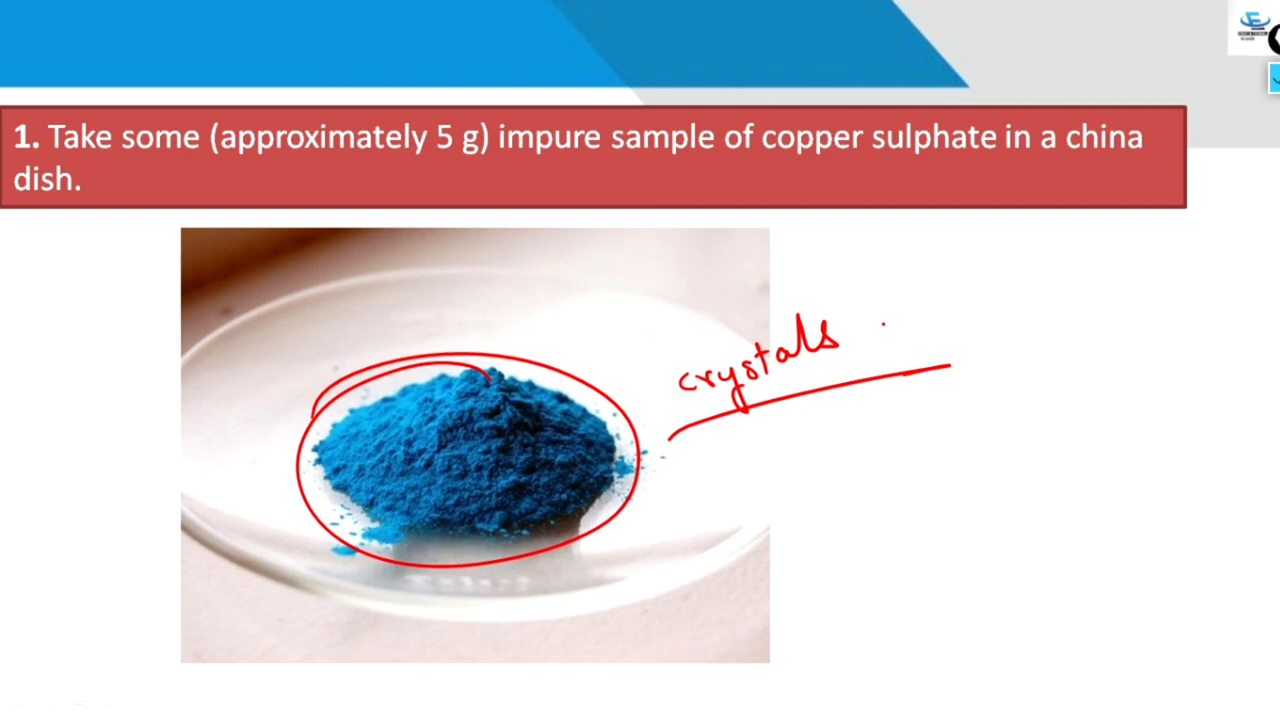 1. Take some (approximately 5 g) impure sample of copper sulphate in a china
dish.
crystals